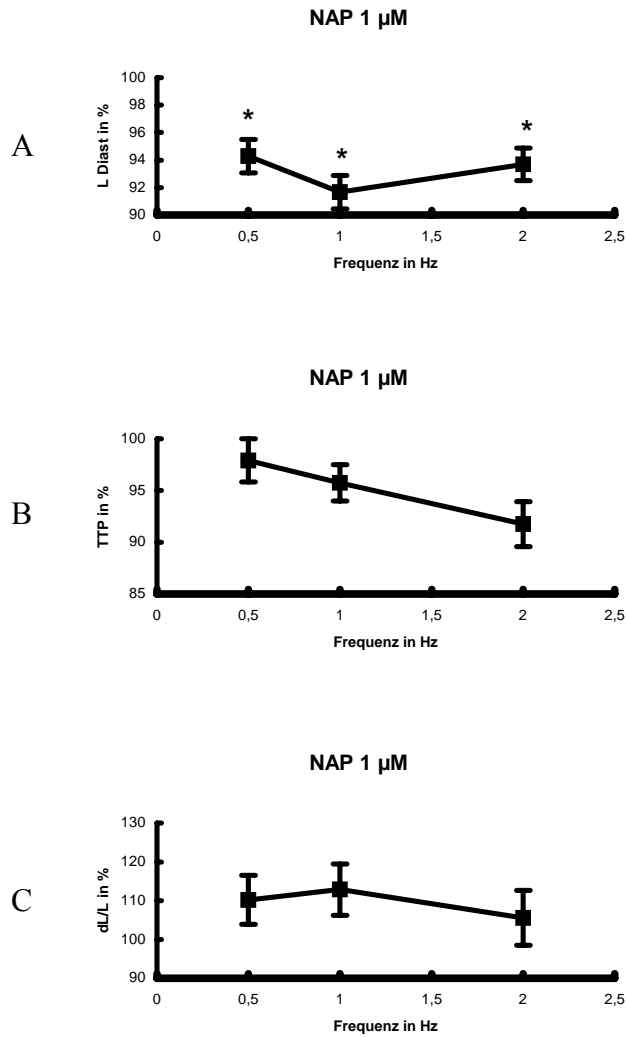 NAP 1 µM
A
L Diast in %
100
98
96
94
92
90
* * *
0 0,5 1 1,5 2 2,5
Frequenz in Hz
NAP 1 µM
B
TTP in %
100
95
90
85
0 0,5 1 1,5 2 2,5
Frequenz in Hz
NAP 1 µM
C
dL/L in %
130
120
110
100
90
0 0,5 1 1,5 2 2,5
Frequenz in Hz